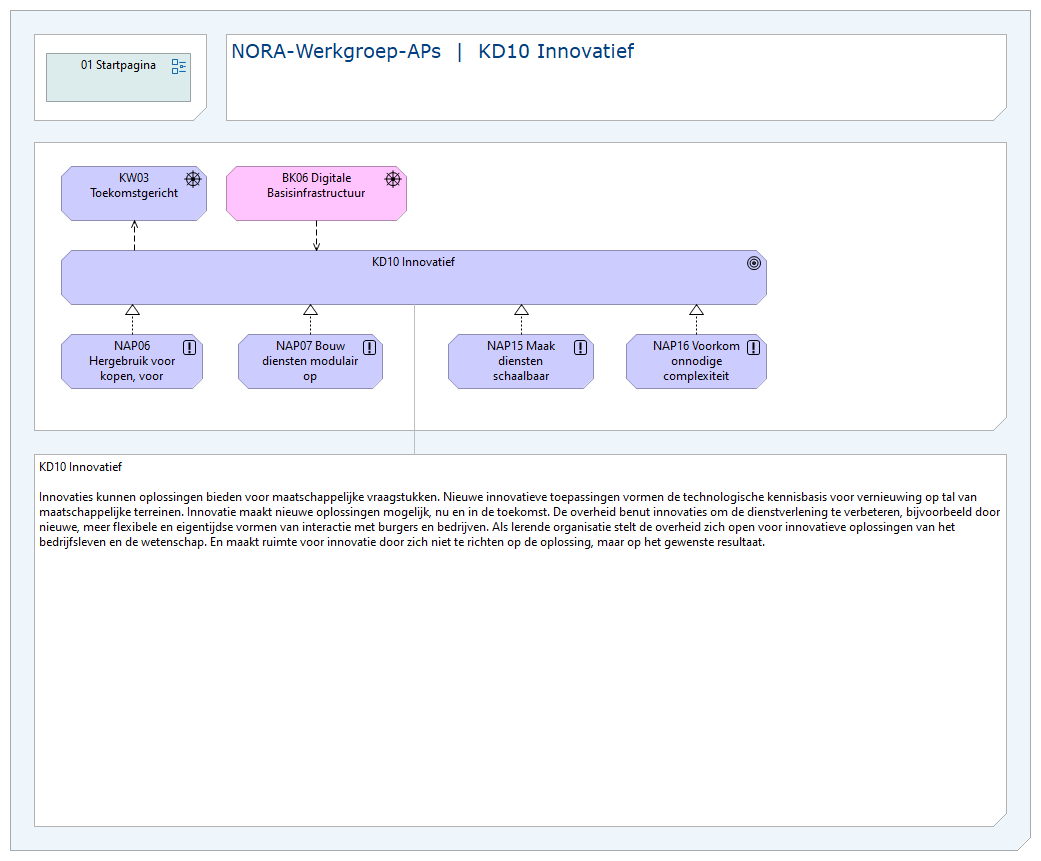 01 Startpagina
NORA-Werkgroep-APs | KD10 Innovatief
KW03
Toekomstgericht
BK06 Digitale
Basisinfrastructuur
KD10 Innovatief
NAP06
Hergebruik voor
kopen, voor
NAP07 Bouw
diensten modulair
op
NAP15 Maak
diensten
schaalbaar
NAP16 Voorkom
onnodige
complexiteit
KD10 Innovatief
Innovaties kunnen oplossingen bieden voor maatschappelijke vraagstukken. Nieuwe innovatieve toepassingen vormen de technologische kennisbasis voor vernieuwing op tal van
maatschappelijke terreinen. Innovatie maakt nieuwe oplossingen mogelijk, nu en in de toekomst. De overheid benut innovaties om de dienstverlening te verbeteren, bijvoorbeeld door
nieuwe, meer flexibele en eigentijdse vormen van interactie met burgers en bedrijven. Als lerende organisatie stelt de overheid zich open voor innovatieve oplossingen van het
bedrijfsleven en de wetenschap. En maakt ruimte voor innovatie door zich niet te richten op de oplossing, maar op het gewenste resultaat.